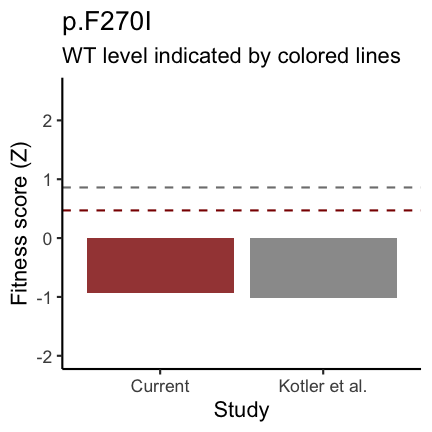 p.F270I
WT level indicated by colored lines
Fitness score (Z)
2
1
0
-1
-2
Current
Kotler et al.
Study